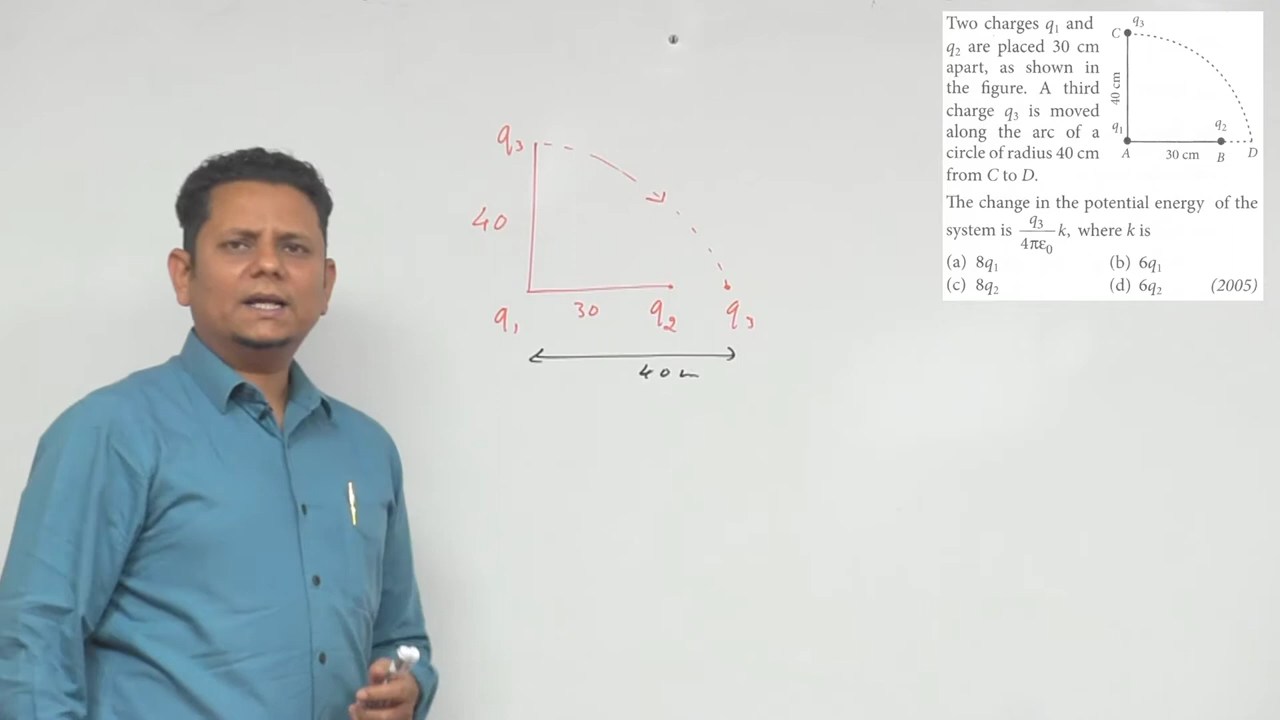 q3
40
30
q1
q2
q3
40 cm
Two charges q₁ and
q₂ are placed 30 cm
apart, as shown in
the figure. A third
charge q₃ is moved
along the arc of a
circle of radius 40 cm
from C to D.
C
q₃
40 cm
q₁
q₂
A
30 cm
B
D
The change in the potential energy of the
system is q₃/4πε₀ k, where k is
(a) 8q₁ (b) 6q₁
(c) 8q₂ (d) 6q₂ (2005)